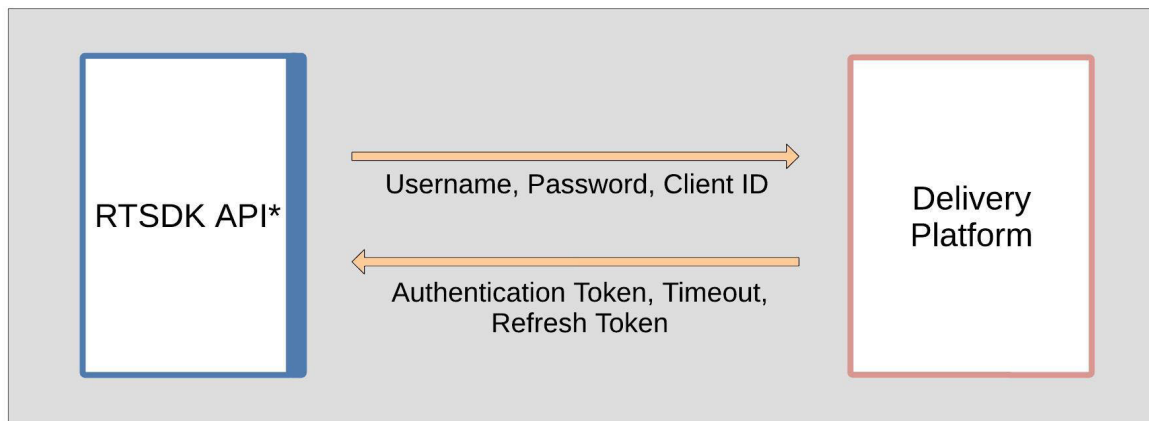 RTSDK API*
Username, Password, Client ID
Authentication Token, Timeout,
Refresh Token
Delivery
Platform